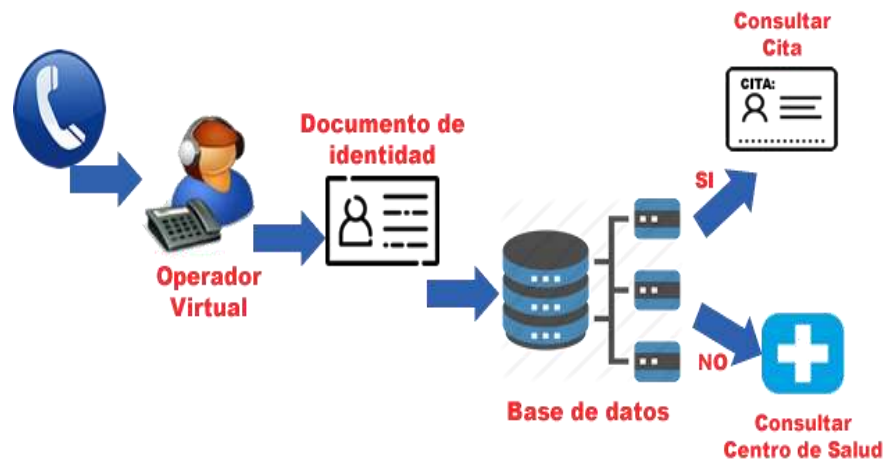 Consultar
Cita
CITA:
Documento de
identidad
SI
Operador
Virtual
NO
Base de datos
Consultar
Centro de Salud